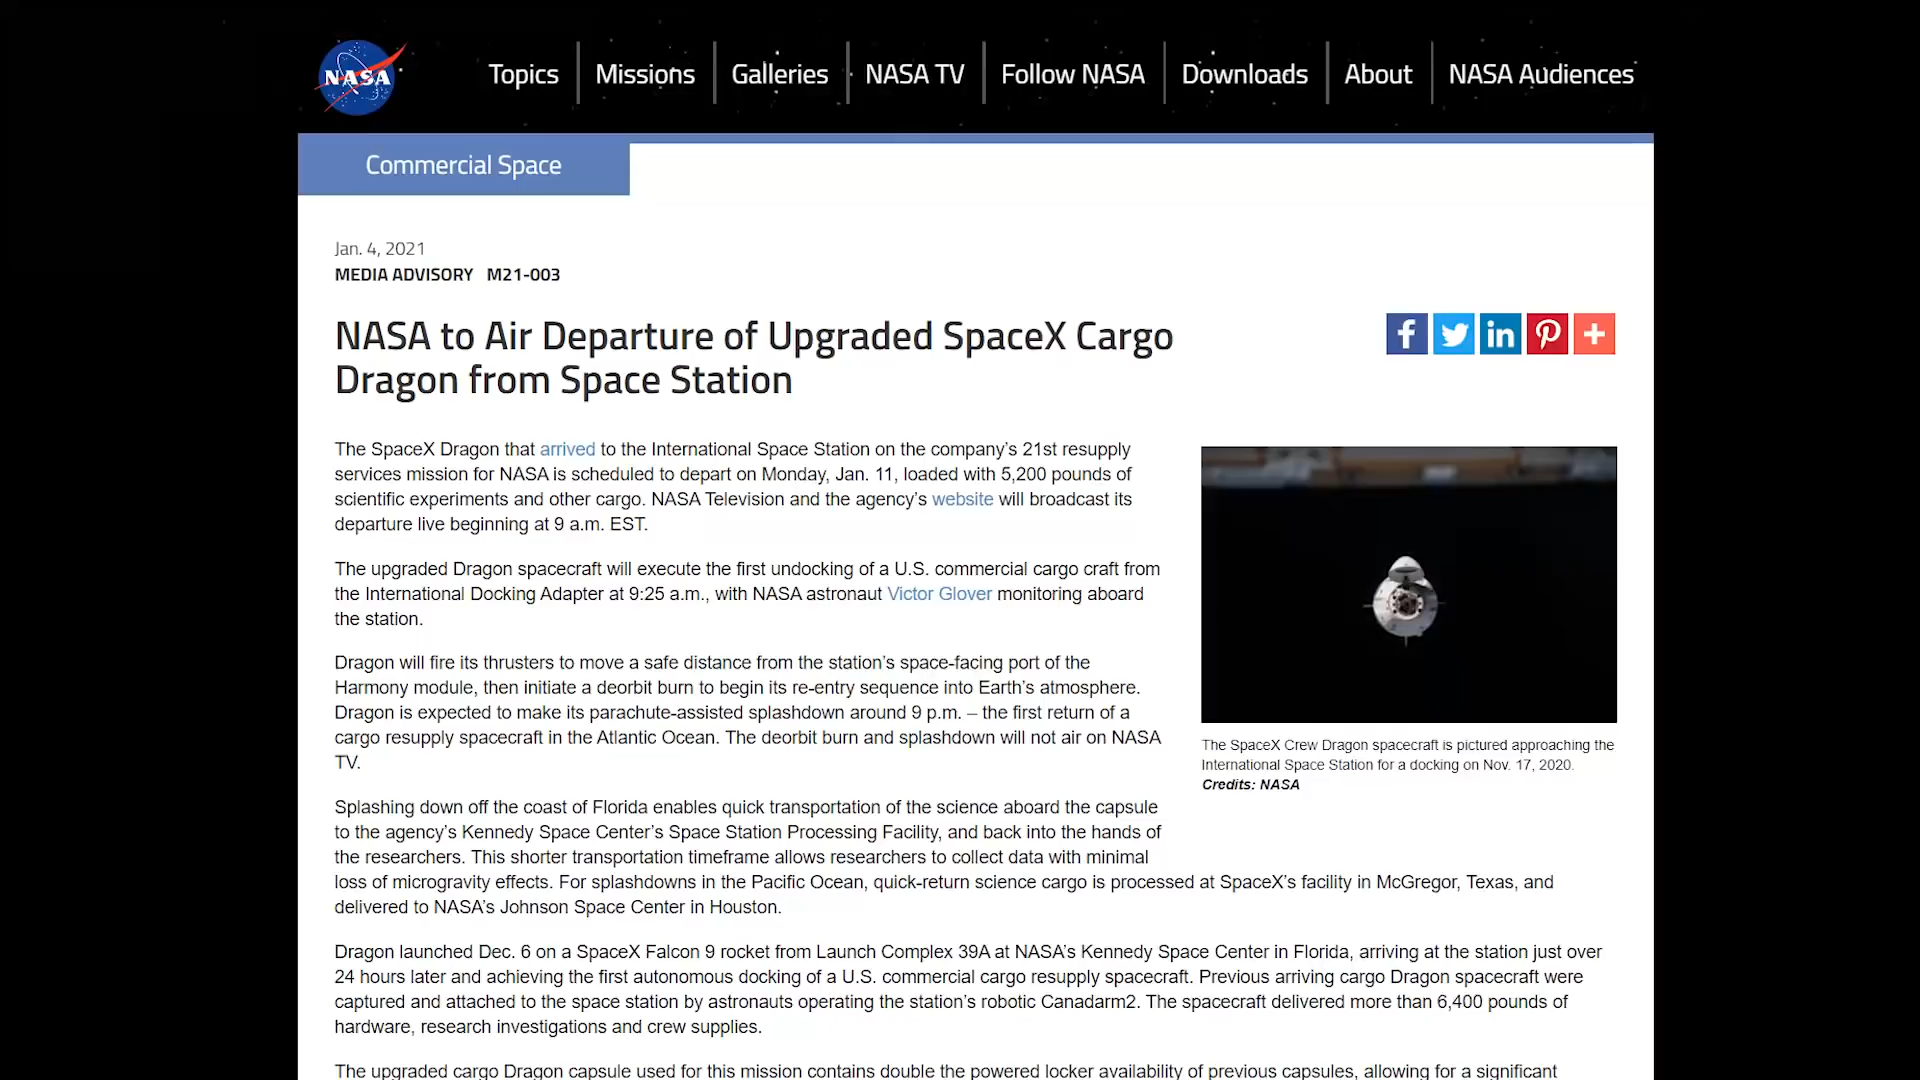 NASA
Topics
Missions
Galleries
NASA TV
Follow NASA
Downloads
About
NASA Audiences
Commercial Space
Jan. 4, 2021
MEDIA ADVISORY M21-003
NASA to Air Departure of Upgraded SpaceX Cargo
Dragon from Space Station
The SpaceX Dragon that arrived to the International Space Station on the company’s 21st resupply
services mission for NASA is scheduled to depart on Monday, Jan. 11, loaded with 5,200 pounds of
scientific experiments and other cargo. NASA Television and the agency’s website will broadcast its
departure live beginning at 9 a.m. EST.
The upgraded Dragon spacecraft will execute the first undocking of a U.S. commercial cargo craft from
the International Docking Adapter at 9:25 a.m., with NASA astronaut Victor Glover monitoring aboard
the station.
Dragon will fire its thrusters to move a safe distance from the station’s space-facing port of the
Harmony module, then initiate a deorbit burn to begin its re-entry sequence into Earth’s atmosphere.
Dragon is expected to make its parachute-assisted splashdown around 9 p.m. – the first return of a
cargo resupply spacecraft in the Atlantic Ocean. The deorbit burn and splashdown will not air on NASA
TV.
The SpaceX Crew Dragon spacecraft is pictured approaching the
International Space Station for a docking on Nov. 17, 2020.
Credits: NASA
Splashing down off the coast of Florida enables quick transportation of the science aboard the capsule
to the agency’s Kennedy Space Center’s Space Station Processing Facility, and back into the hands of
the researchers. This shorter transportation timeframe allows researchers to collect data with minimal
loss of microgravity effects. For splashdowns in the Pacific Ocean, quick-return science cargo is processed at SpaceX’s facility in McGregor, Texas, and
delivered to NASA’s Johnson Space Center in Houston.
Dragon launched Dec. 6 on a SpaceX Falcon 9 rocket from Launch Complex 39A at NASA’s Kennedy Space Center in Florida, arriving at the station just over
24 hours later and achieving the first autonomous docking of a U.S. commercial cargo resupply spacecraft. Previous arriving cargo Dragon spacecraft were
captured and attached to the space station by astronauts operating the station’s robotic Canadarm2. The spacecraft delivered more than 6,400 pounds of
hardware, research investigations and crew supplies.
The upgraded cargo Dragon capsule used for this mission contains double the powered locker availability of previous capsules, allowing for a significant